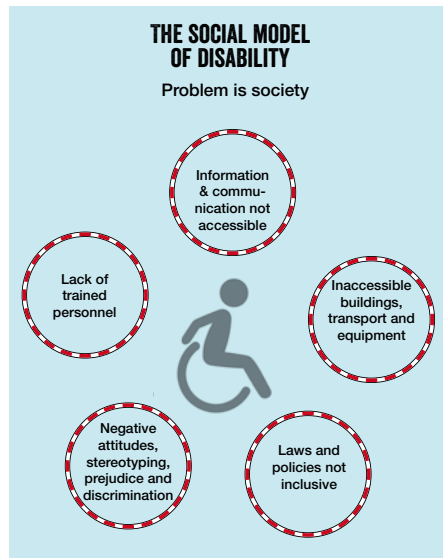 THE SOCIAL MODEL
OF DISABILITY
Problem is society
Information
& commu-
nication not
accessible
Lack of
trained
personnel
Inaccessible
buildings,
transport and
equipment
Negative
attitudes,
stereotyping,
prejudice and
discrimination
Laws and
policies not
inclusive